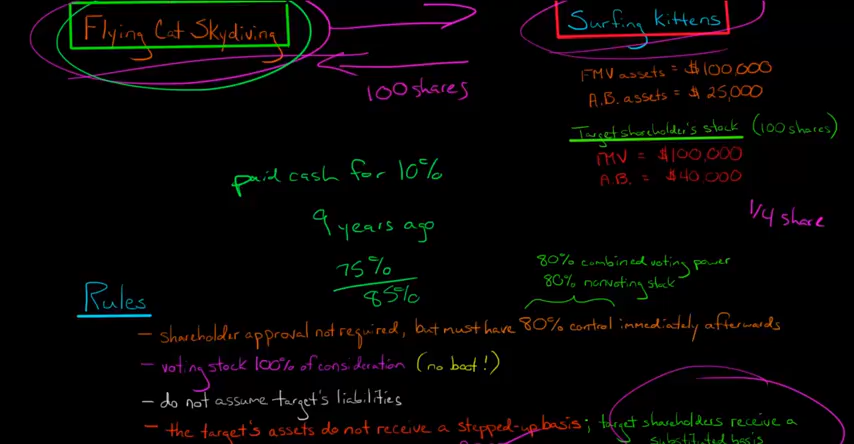 Flying Cat Skydiving
Surfing Kittens
100 shares
FMV assets = $100,000
A.B. assets = $25,000
Target shareholder's stock (100 shares)
FMV = $100,000
A.B. = $40,000
1/4 share
paid cash for 10%
9 years ago
75%
85%
80% combined voting power
80% nonvoting stock
Rules
- shareholder approval not required, but must have 80% control immediately afterwards
- voting stock 100% of consideration (no boot!)
- do not assume target's liabilities
- the target's assets do not receive a stepped-up basis; target shareholders receive a
substituted basis